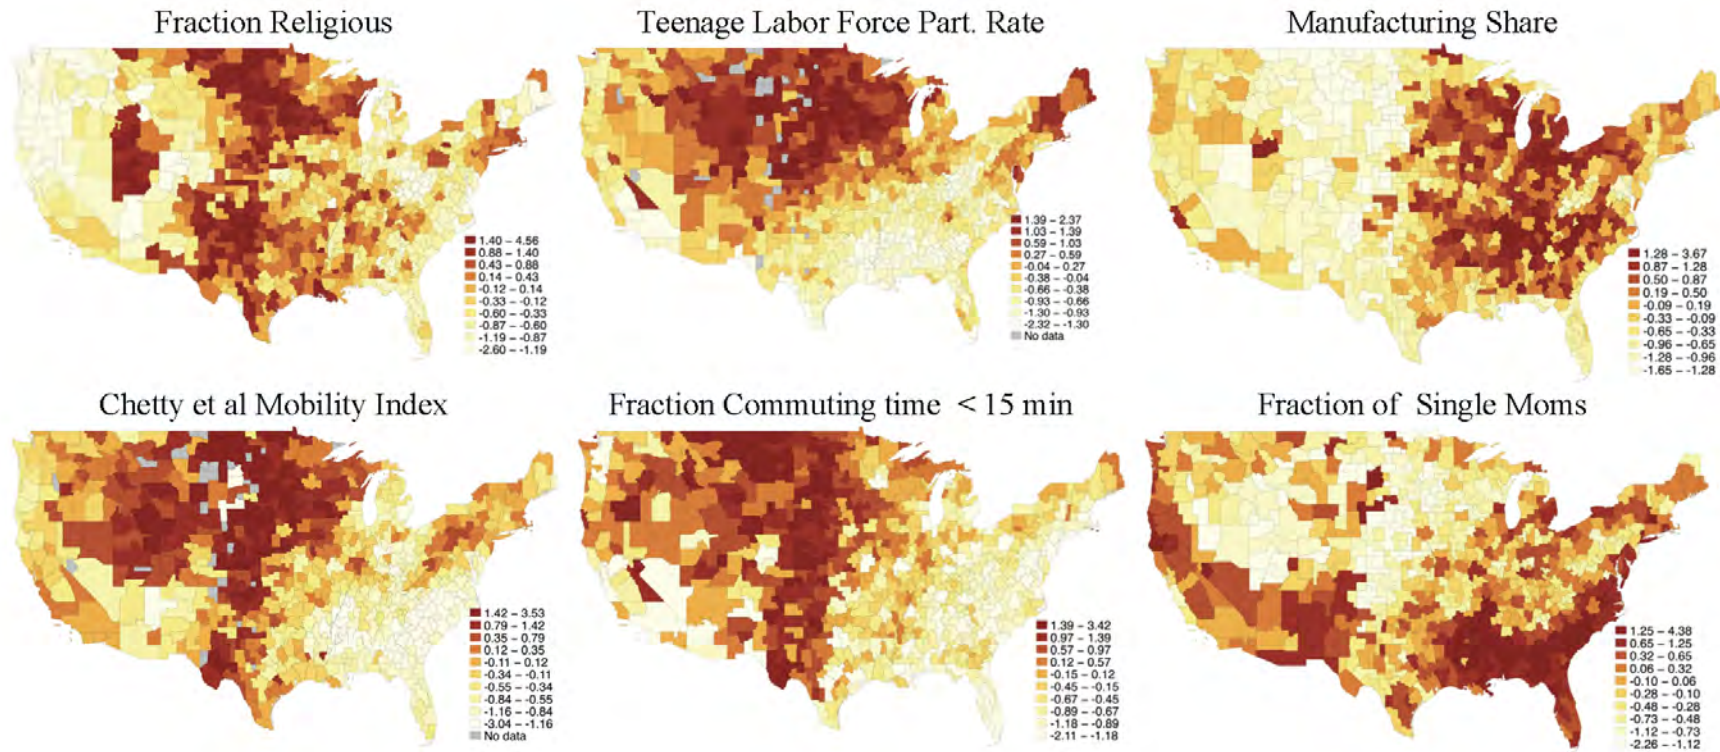 Fraction Religious
1.40 – 4.56
0.88 – 1.40
0.43 – 0.88
0.14 – 0.43
-0.12 – 0.14
-0.33 – -0.12
-0.60 – -0.33
-0.87 – -0.60
-1.19 – -0.87
-2.60 – -1.19
Teenage Labor Force Part. Rate
1.39 – 2.37
1.03 – 1.39
0.59 – 1.03
0.27 – 0.59
-0.04 – 0.27
-0.38 – -0.04
-0.66 – -0.38
-0.93 – -0.66
-1.30 – -0.93
-2.32 – -1.30
No data
Manufacturing Share
1.28 – 3.67
0.87 – 1.28
0.50 – 0.87
0.19 – 0.50
-0.09 – 0.19
-0.33 – -0.09
-0.65 – -0.33
-0.96 – -0.65
-1.28 – -0.96
-1.65 – -1.28
Chetty et al Mobility Index
1.42 – 3.53
0.79 – 1.42
0.35 – 0.79
0.12 – 0.35
-0.11 – 0.12
-0.34 – -0.11
-0.55 – -0.34
-0.84 – -0.55
-1.16 – -0.84
-3.04 – -1.16
No data
Fraction Commuting time < 15 min
1.39 – 3.42
0.97 – 1.39
0.57 – 0.97
0.12 – 0.57
-0.15 – 0.12
-0.45 – -0.15
-0.67 – -0.45
-0.89 – -0.67
-1.18 – -0.89
-2.11 – -1.18
Fraction of Single Moms
1.25 – 4.38
0.65 – 1.25
0.32 – 0.65
0.06 – 0.32
-0.10 – 0.06
-0.28 – -0.10
-0.48 – -0.28
-0.73 – -0.48
-1.12 – -0.73
-2.26 – -1.12